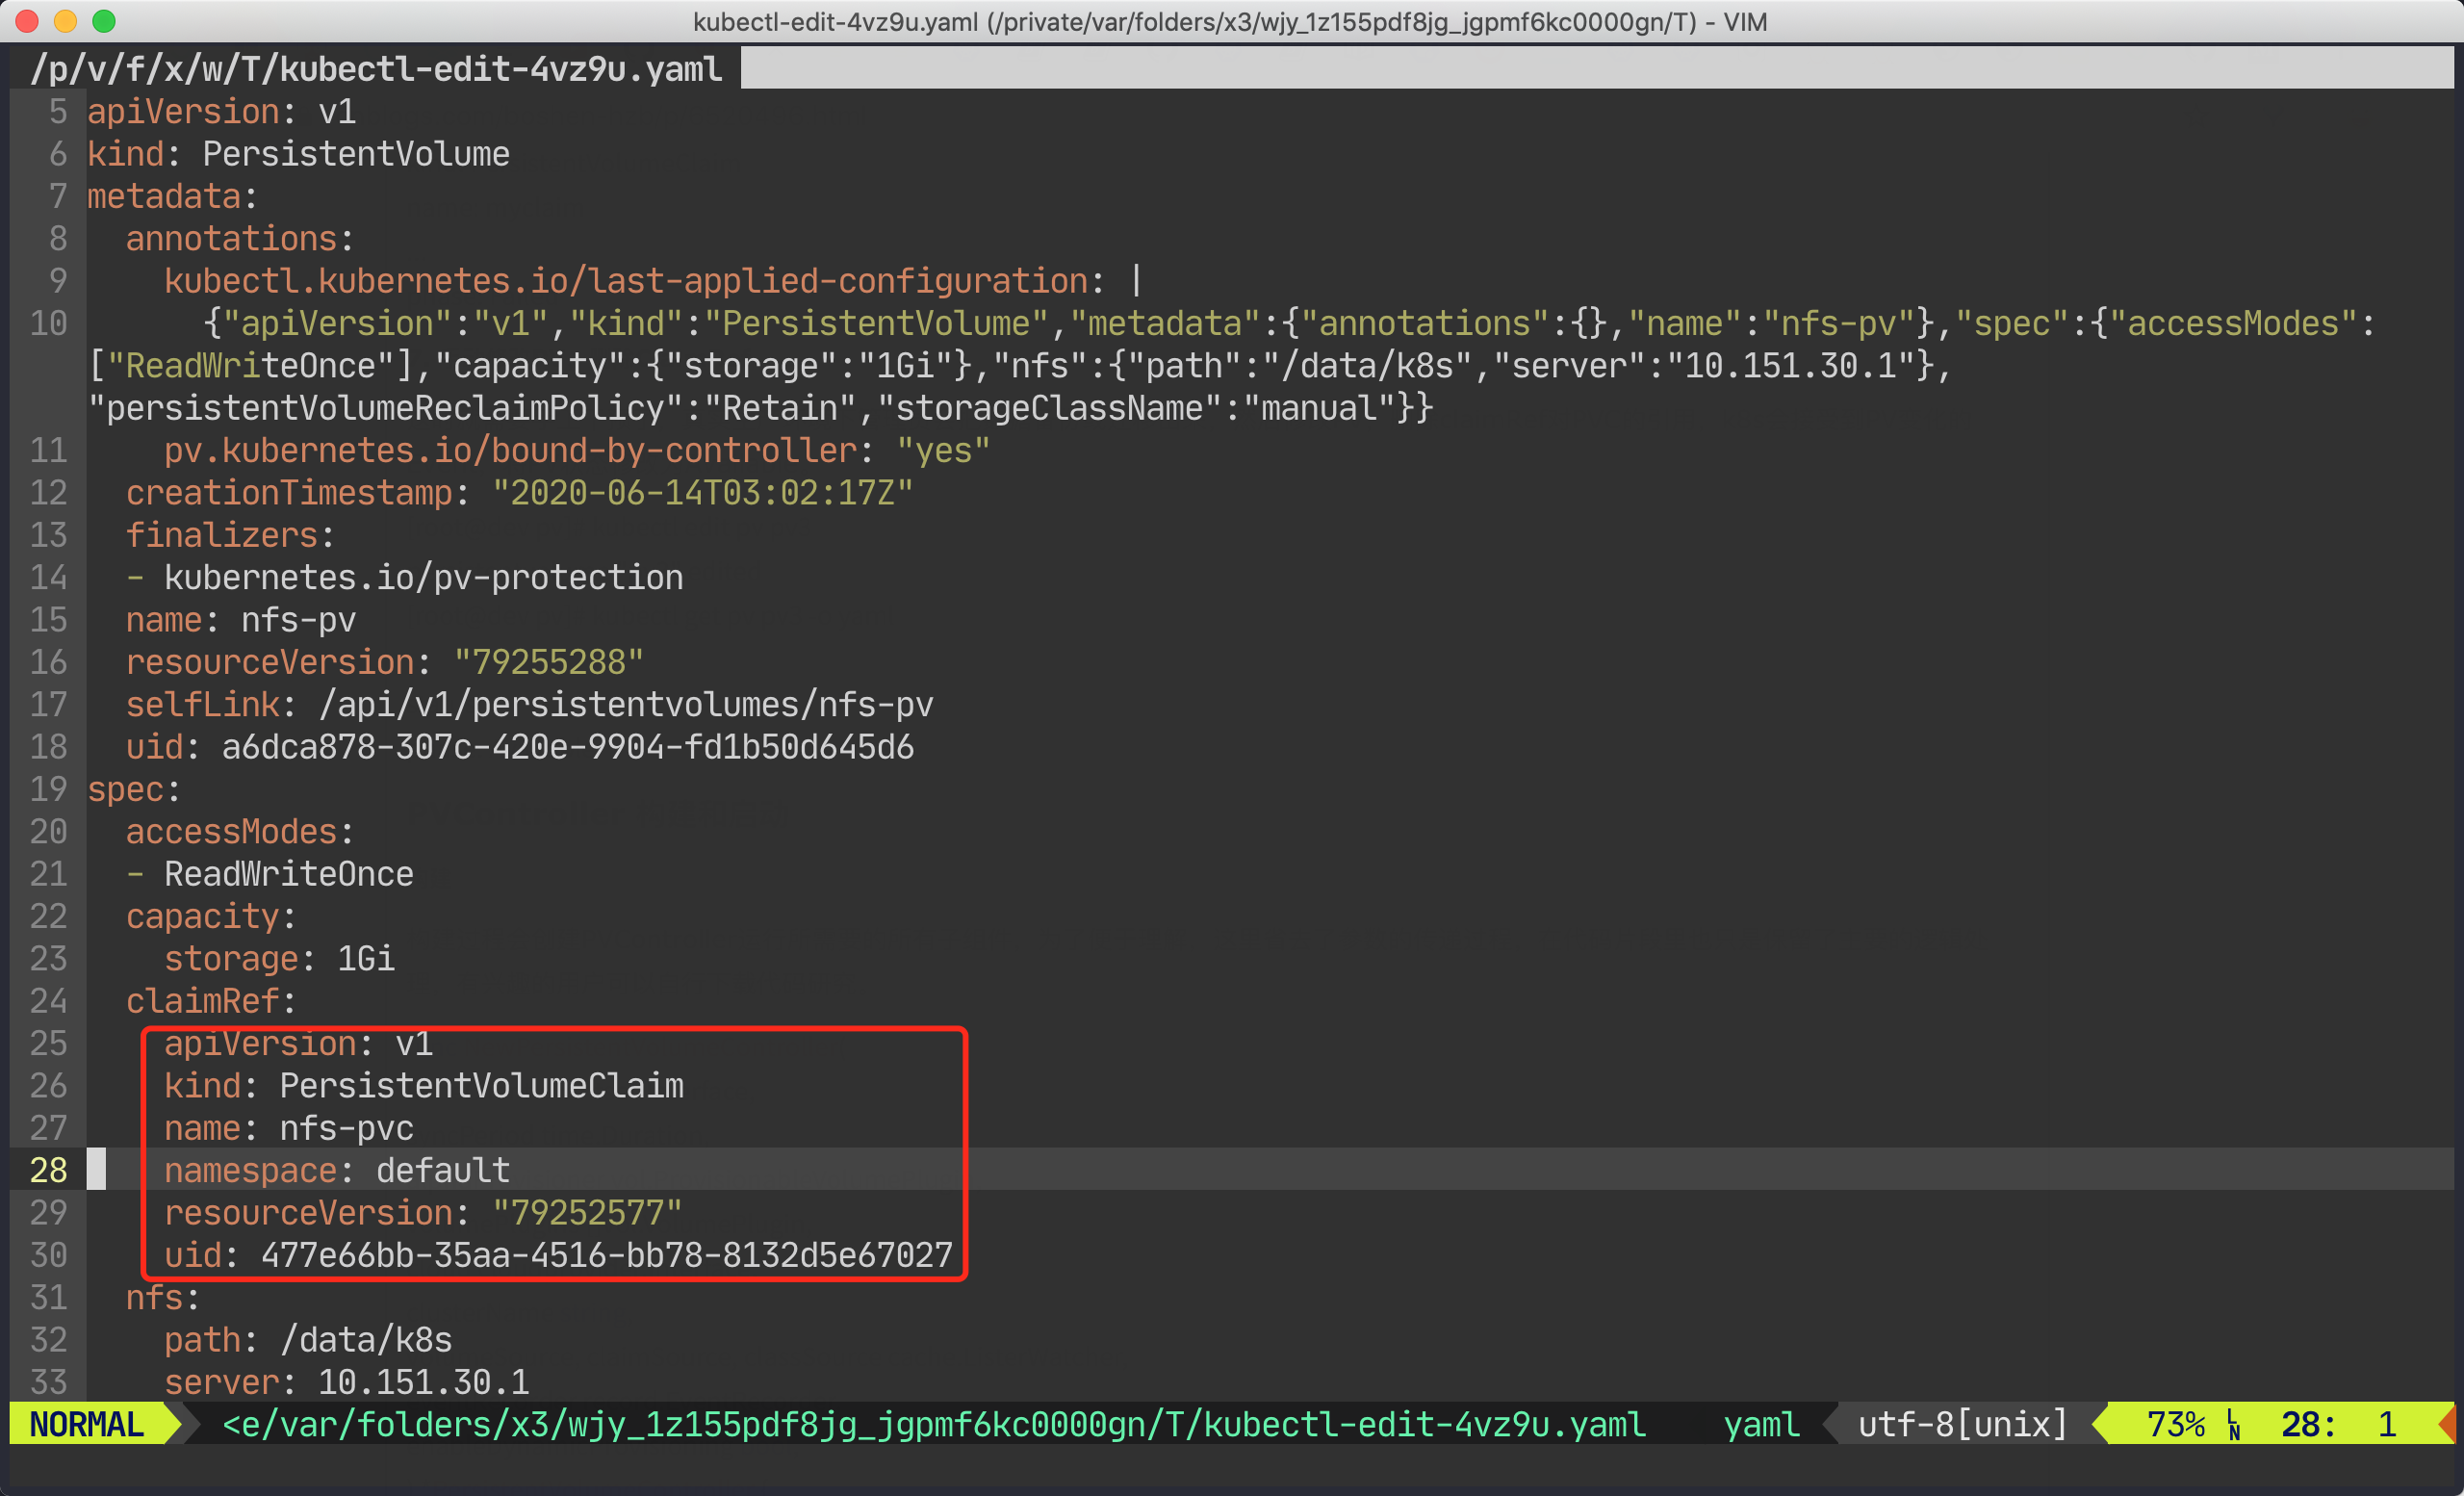 kubectl-edit-4vz9u.yaml (/private/var/folders/x3/wjy_1z155pdf8jg_jgpmf6kc0000gn/T) - VIM
/p/v/f/x/w/T/kubectl-edit-4vz9u.yaml
5 apiVersion: v1
6 kind: PersistentVolume
7 metadata:
8   annotations:
9     kubectl.kubernetes.io/last-applied-configuration: |
10       {"apiVersion":"v1","kind":"PersistentVolume","metadata":{"annotations":{},"name":"nfs-pv"},"spec":{"accessModes":
["ReadWriteOnce"],"capacity":{"storage":"1Gi"},"nfs":{"path":"/data/k8s","server":"10.151.30.1"},
"persistentVolumeReclaimPolicy":"Retain","storageClassName":"manual"}}
11     pv.kubernetes.io/bound-by-controller: "yes"
12   creationTimestamp: "2020-06-14T03:02:17Z"
13   finalizers:
14   - kubernetes.io/pv-protection
15   name: nfs-pv
16   resourceVersion: "79255288"
17   selfLink: /api/v1/persistentvolumes/nfs-pv
18   uid: a6dca878-307c-420e-9904-fd1b50d645d6
19 spec:
20   accessModes:
21   - ReadWriteOnce
22   capacity:
23     storage: 1Gi
24   claimRef:
25     apiVersion: v1
26     kind: PersistentVolumeClaim
27     name: nfs-pvc
28     namespace: default
29     resourceVersion: "79252577"
30     uid: 477e66bb-35aa-4516-bb78-8132d5e67027
31   nfs:
32     path: /data/k8s
33     server: 10.151.30.1
NORMAL <e/var/folders/x3/wjy_1z155pdf8jg_jgpmf6kc0000gn/T/kubectl-edit-4vz9u.yaml yaml utf-8[unix] 73% LN 28: 1